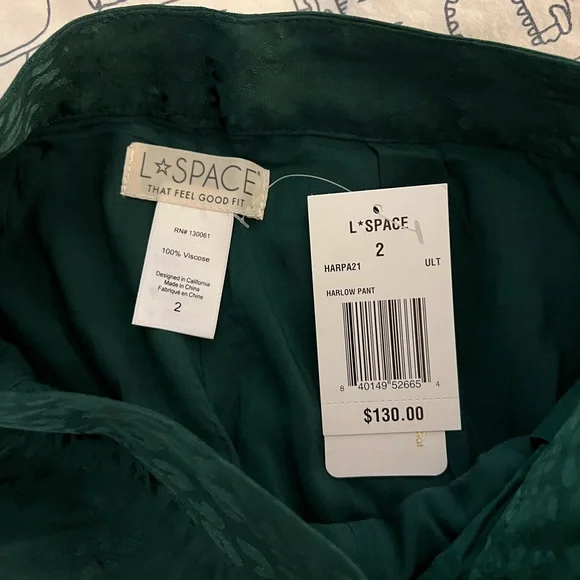 L☆SPACE®
THAT FEEL GOOD FIT
RN# 130061
100% Viscose
Designed in California
Made in China
Fabriqué en Chine
2
L*SPACE
2
HARPA21 ULT
HARLOW PANT
8 40149 52665 4
$130.00